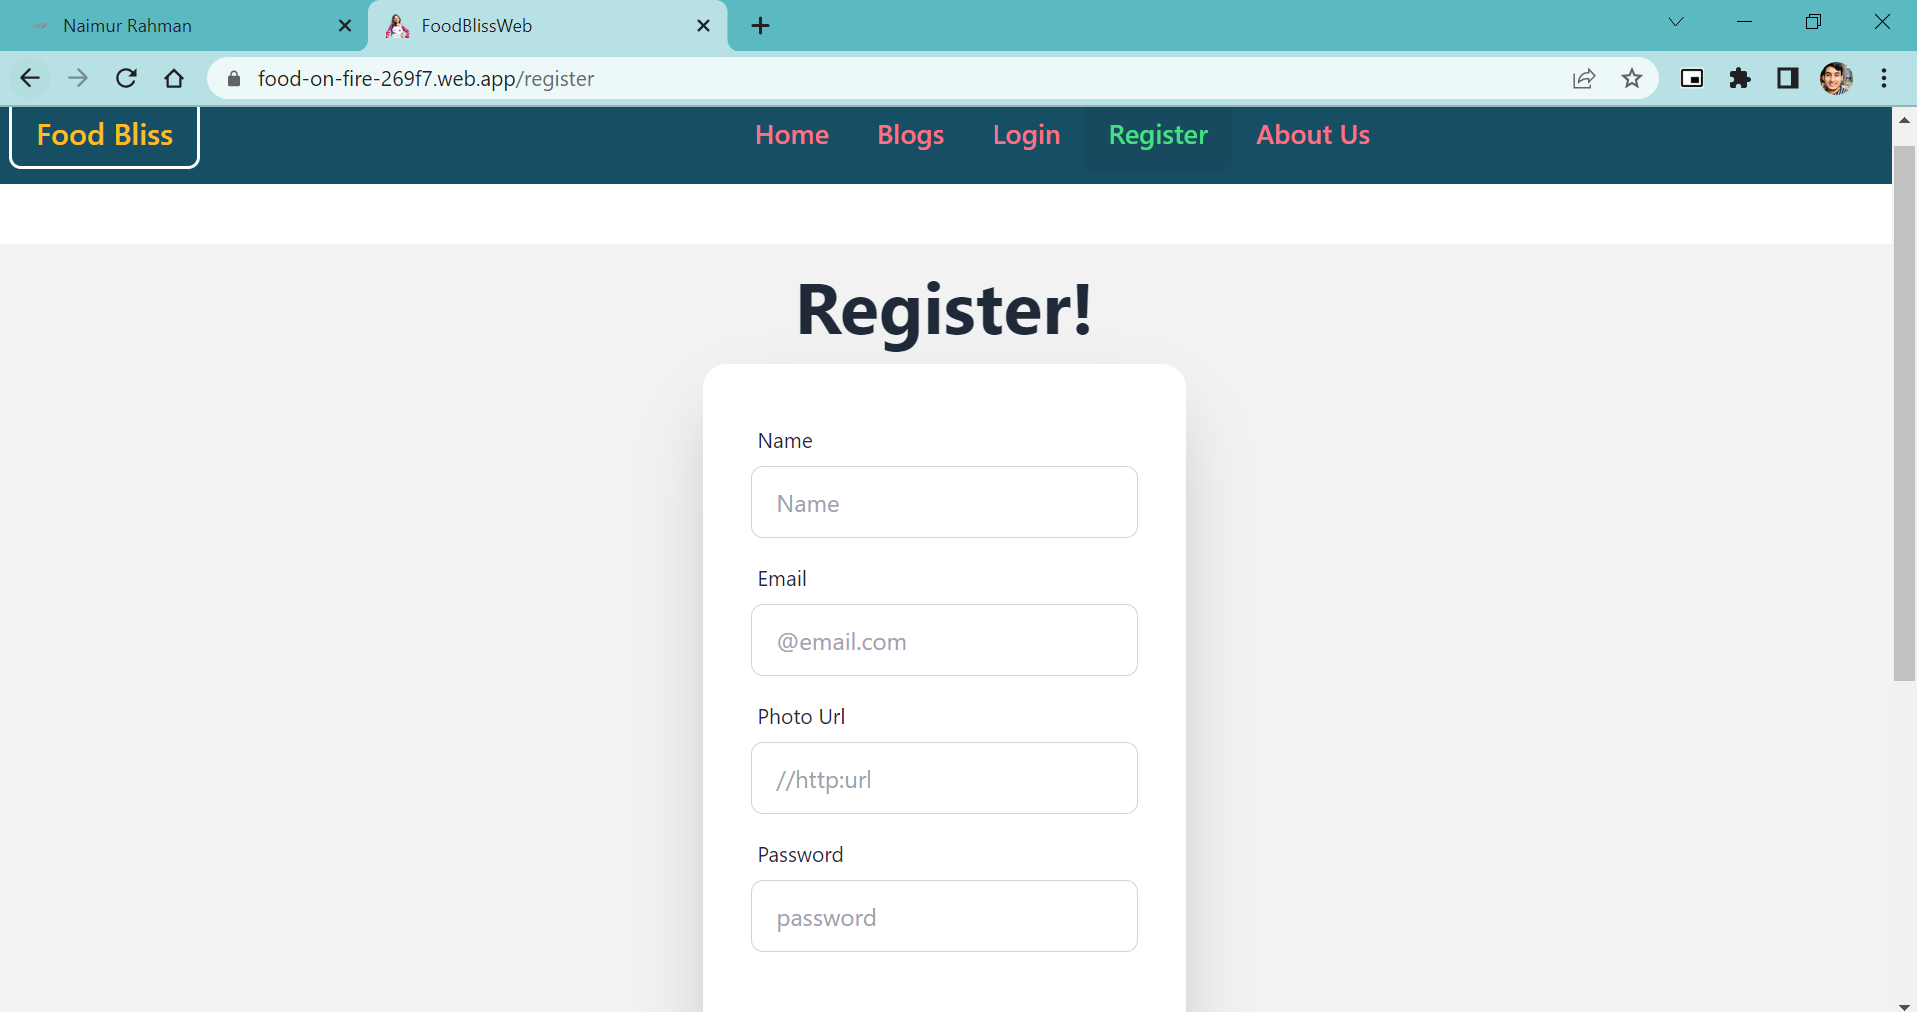 Naimur Rahman
FoodBlissWeb
food-on-fire-269f7.web.app/register
Food Bliss
Home
Blogs
Login
Register
About Us
Register!
Name
Name
Email
@email.com
Photo Url
//http:url
Password
password